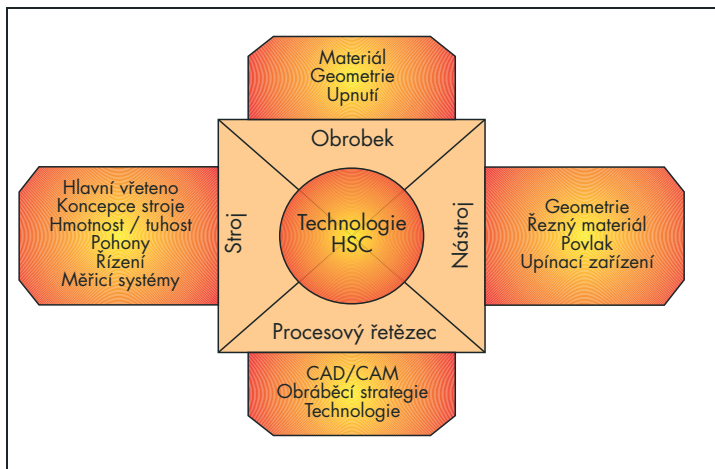 Materiál
Geometrie
Upnutí
Obrobek
Hlavní vřeteno
Koncepce stroje
Hmotnost / tuhost
Pohony
Řízení
Měřicí systémy
Stroj
Technologie
HSC
Nástroj
Geometrie
Řezný materiál
Povlak
Upínací zařízení
Procesový řetězec
CAD/CAM
Obráběcí strategie
Technologie